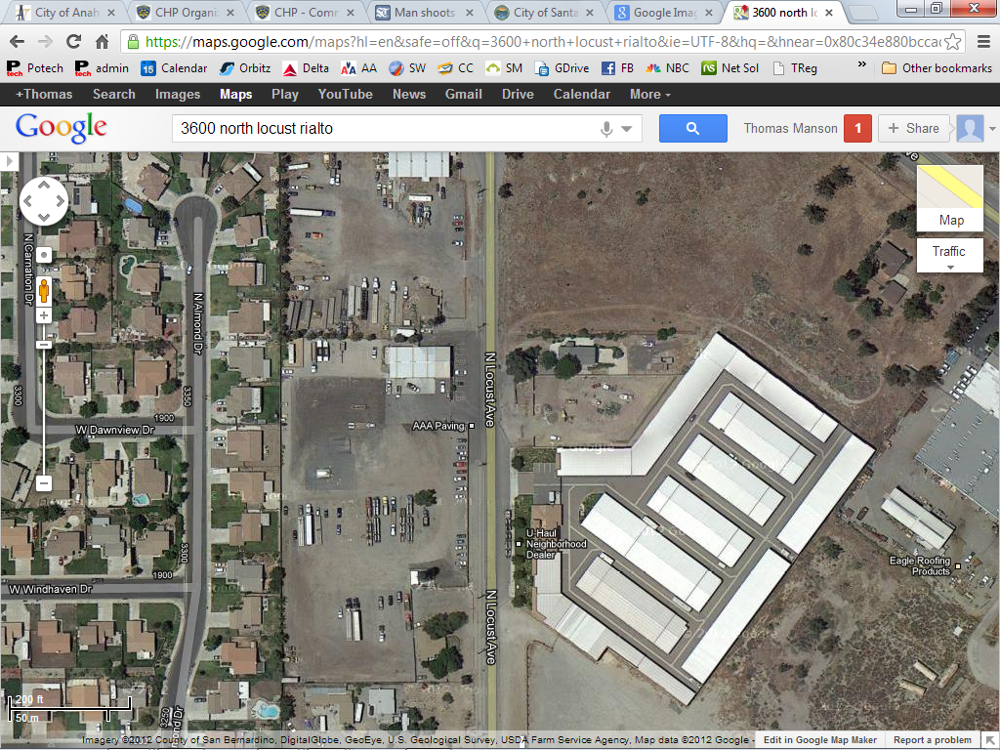 City of Anah
CHP Organi
CHP - Comr
Man shoots
City of Santa
Google Imag
3600 north lo
https://maps.google.com/maps?hl=en&safe=off&q=3600+north+locust+rialto&ie=UTF-8&hq=&hnear=0x80c34e880bccac
Potech admin Calendar Orbitz Delta AA SW CC SM GDrive FB NBC Net Sol TReg » Other bookmarks
+Thomas Search Images Maps Play YouTube News Gmail Drive Calendar More
Google
3600 north locust rialto
Thomas Manson 1 + Share
Map
Traffic
N Carnation Dr
N Almond Dr
3300
3350
1900
W Dawnview Dr
N Locust Ave
AAA Paving
U-Haul
Neighborhood
Dealer
Eagle Roofing
Products
3300
1900
W Windhaven Dr
N Locust Ave
3250
mond Dr
200 ft
50 m
Imagery ©2012 County of San Bernardino, DigitalGlobe, GeoEye, U.S. Geological Survey, USDA Farm Service Agency, Map data ©2012 Google -
Edit in Google Map Maker
Report a problem